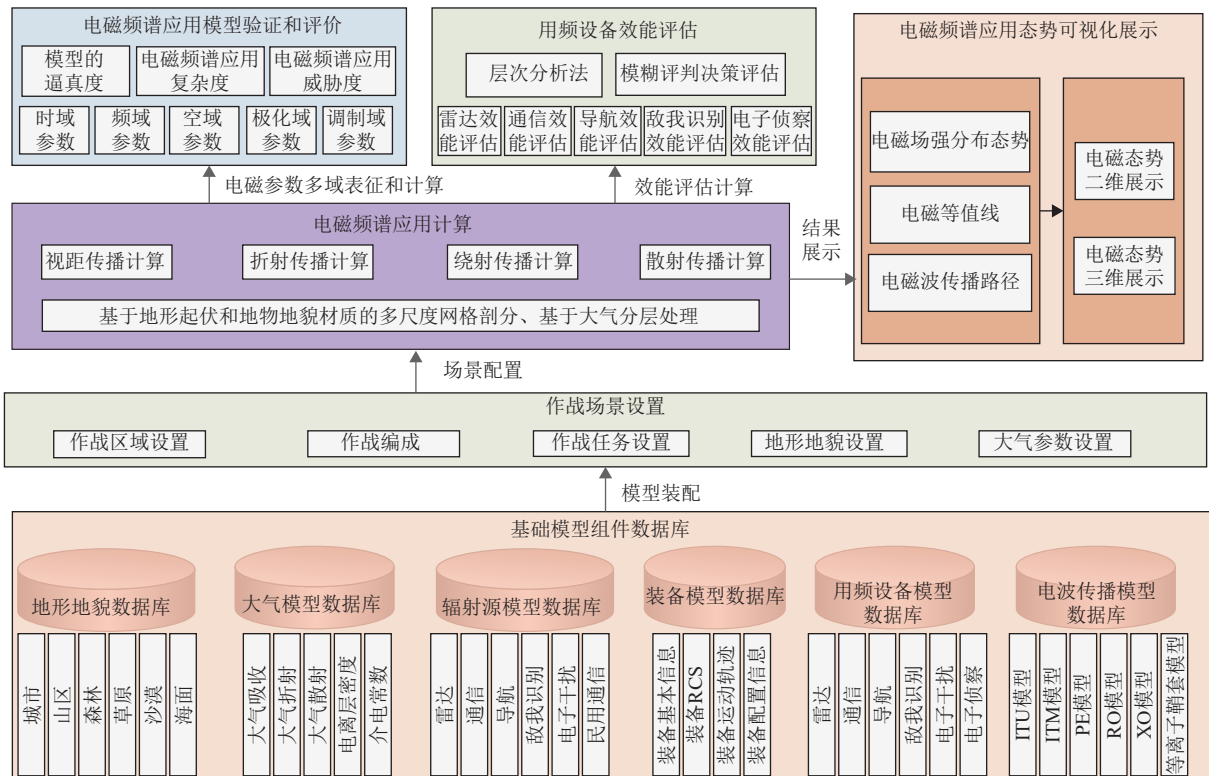 电磁频谱应用模型验证和评价
模型的
逼真度
电磁频谱应用
复杂度
电磁频谱应用
威胁度
时域
参数
频域
参数
空域
参数
极化域
参数
调制域
参数
用频设备效能评估
层次分析法
模糊评判决策评估
雷达效
能评估
通信效
能评估
导航效
能评估
敌我识别
效能评估
电子侦察
效能评估
电磁频谱应用态势可视化展示
电磁场强分布态势
电磁等值线
电磁波传播路径
电磁态势
二维展示
电磁态势
三维展示
电磁参数多域表征和计算
效能评估计算
电磁频谱应用计算
视距传播计算
折射传播计算
绕射传播计算
散射传播计算
基于地形起伏和地物地貌材质的多尺度网格剖分、基于大气分层处理
结果
展示
场景配置
作战场景设置
作战区域设置
作战编成
作战任务设置
地形地貌设置
大气参数设置
模型装配
基础模型组件数据库
地形地貌数据库
城市
山区
森林
草原
沙漠
海面
大气模型数据库
大气吸收
大气折射
大气散射
电离层密度
介电常数
辐射源模型数据库
雷达
通信
导航
敌我识别
电子干扰
民用通信
装备模型数据库
装备基本信息
装备RCS
装备运动轨迹
装备配置信息
用频设备模型
数据库
雷达
通信
导航
敌我识别
电子干扰
电子侦察
电波传播模型
数据库
ITU模型
ITM模型
PE模型
RO模型
XO模型
等离子鞘套模型